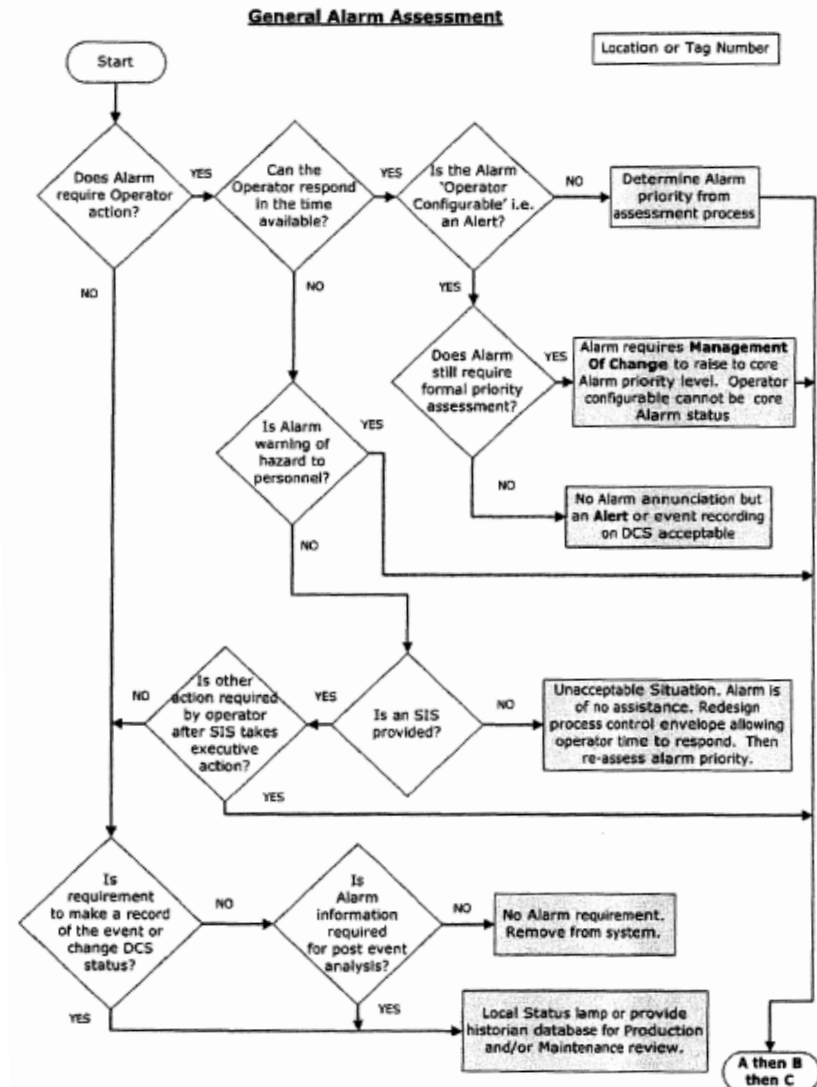 General Alarm Assessment
Location or Tag Number
Start
Does Alarm
require Operator
action?
YES
Can the
Operator respond
in the time
available?
YES
Is the Alarm
'Operator
Configurable' i.e.
an Alert?
NO
Determine Alarm
priority from
assessment process
NO
NO
YES
Does Alarm
still require
formal priority
assessment?
YES
Alarm requires Management
Of Change to raise to core
Alarm priority level. Operator
configurable cannot be core
Alarm status
Is Alarm
warning of
hazard to
personnel?
YES
NO
No Alarm annunciation but
an Alert or event recording
on DCS acceptable
NO
Is other
action required
by operator
after SIS takes
executive
action?
NO
YES
Is an SIS
provided?
NO
Unacceptable Situation. Alarm is
of no assistance. Redesign
process control envelope allowing
operator time to respond. Then
re-assess alarm priority.
YES
Is
requirement
to make a record
of the event or
change DCS
status?
NO
Is
Alarm
information
required
for post event
analysis?
NO
No Alarm requirement.
Remove from system.
YES
YES
Local Status lamp or provide
historian database for Production
and/or Maintenance review.
A then B
then C